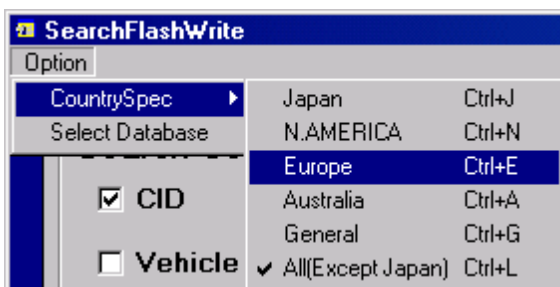 SearchFlashWrite
Option
CountrySpec
Select Database
Japan Ctrl+J
N.AMERICA Ctrl+N
Europe Ctrl+E
Australia Ctrl+A
General Ctrl+G
All(Except Japan) Ctrl+L
CID
Vehicle